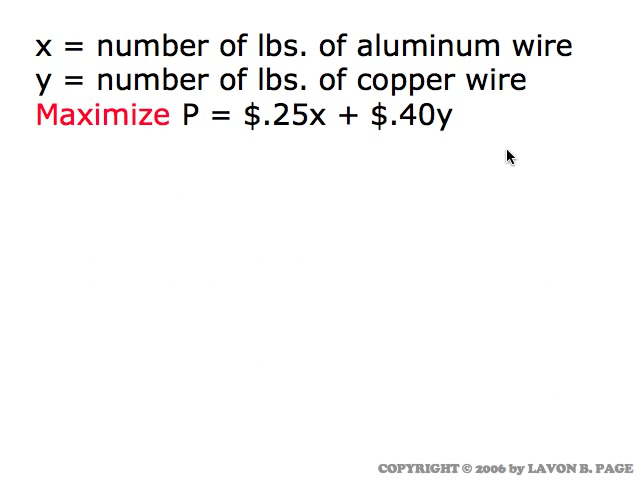 x = number of lbs. of aluminum wire
y = number of lbs. of copper wire
Maximize P = $.25x + $.40y
COPYRIGHT © 2006 by LAVON B. PAGE